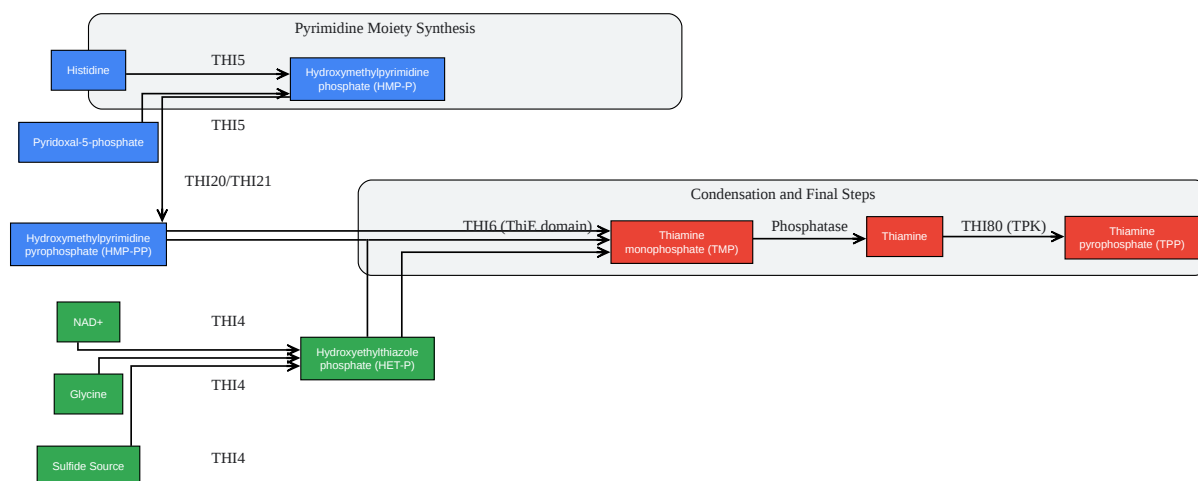 Pyrimidine Moiety Synthesis
Histidine
THI5
Hydroxymethylpyrimidine
phosphate (HMP-P)
Pyridoxal-5-phosphate
THI5
THI20/THI21
Condensation and Final Steps
Hydroxymethylpyrimidine
pyrophosphate (HMP-PP)
THI6 (ThiE domain)
Thiamine
monophosphate (TMP)
Phosphatase
Thiamine
THI80 (TPK)
Thiamine
pyrophosphate (TPP)
NAD+
THI4
Hydroxyethylthiazole
phosphate (HET-P)
Glycine
THI4
Sulfide Source
THI4